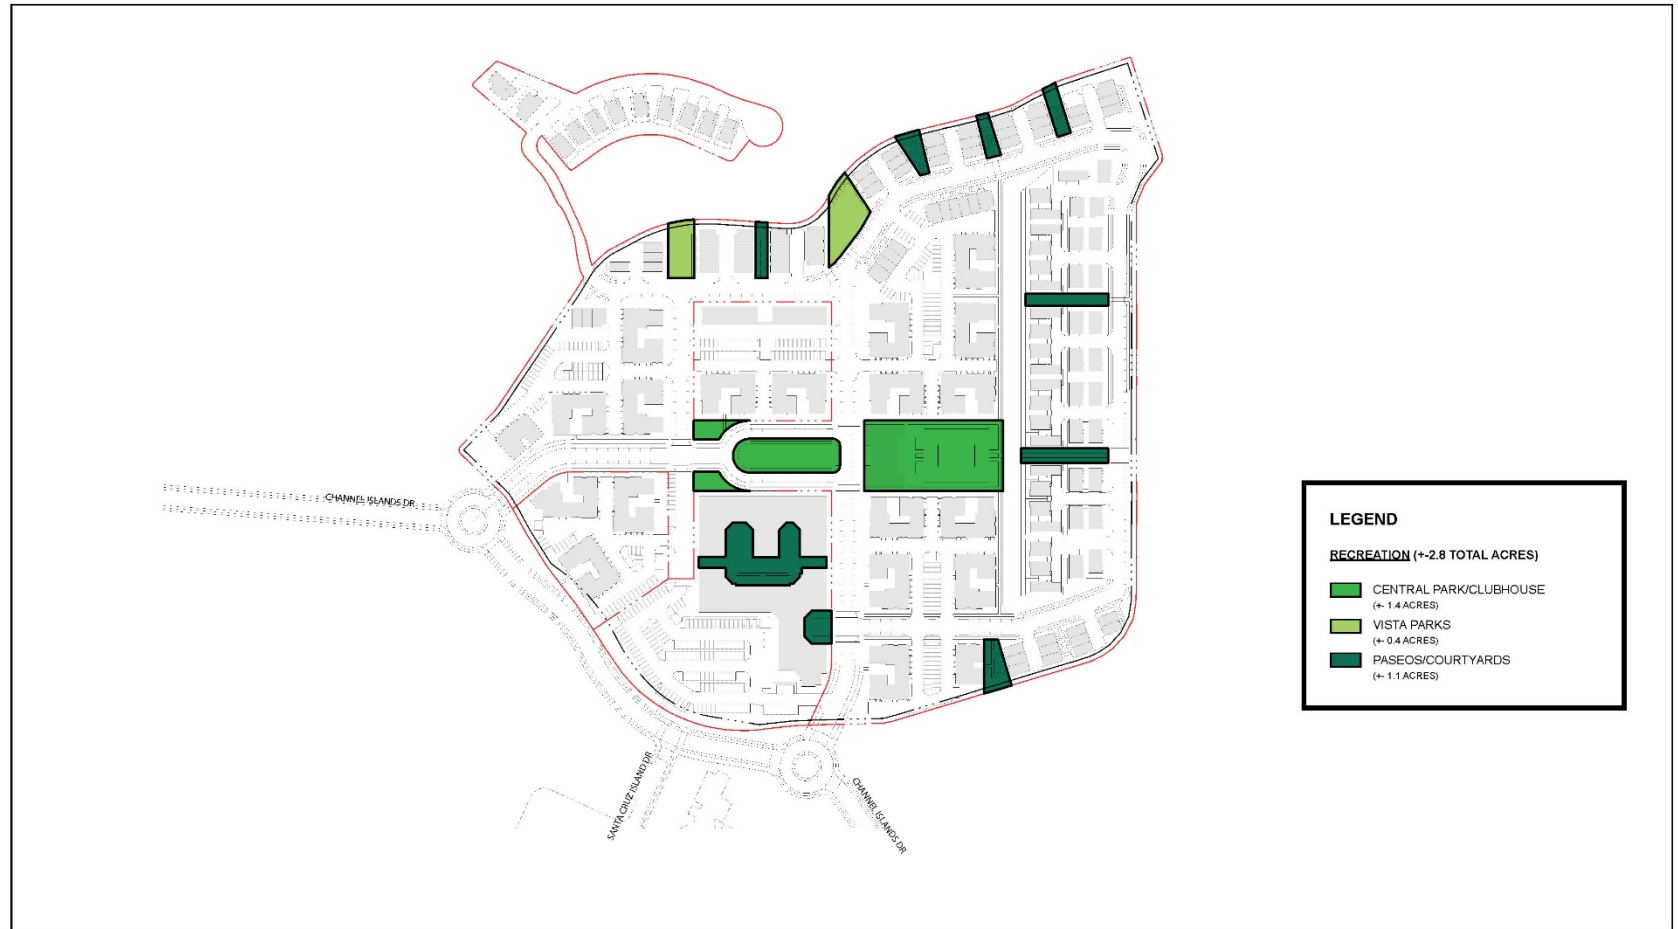 CHANNEL ISLANDS DR
SANTA CRUZ ISLAND DR
CHANNEL ISLANDS DR
LEGEND
RECREATION (+-2.8 TOTAL ACRES)
CENTRAL PARK/CLUBHOUSE
(+- 1.4 ACRES)
VISTA PARKS
(+- 0.4 ACRES)
PASEOS/COURTYARDS
(+- 1.1 ACRES)